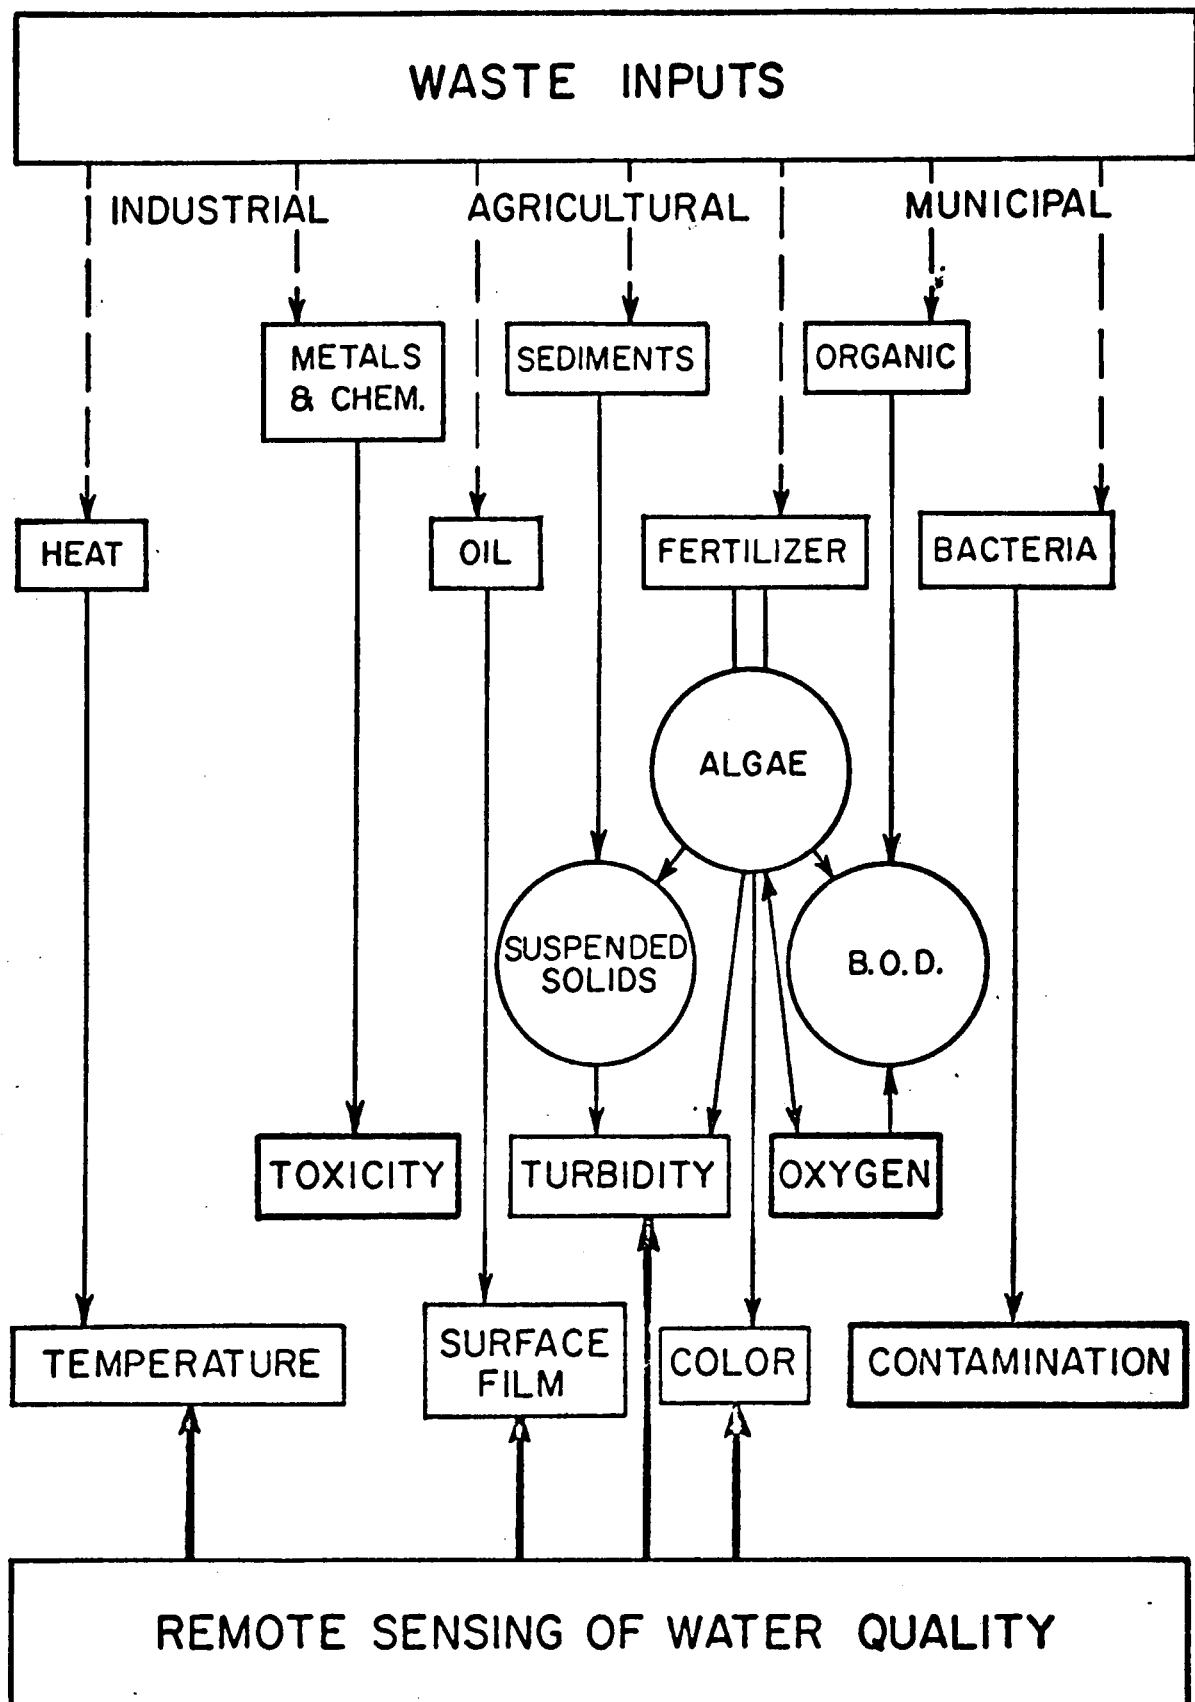 WASTE INPUTS
INDUSTRIAL
AGRICULTURAL
MUNICIPAL
METALS
& CHEM.
SEDIMENTS
ORGANIC
HEAT
OIL
FERTILIZER
BACTERIA
ALGAE
SUSPENDED
SOLIDS
B.O.D.
TOXICITY
TURBIDITY
OXYGEN
TEMPERATURE
SURFACE
FILM
COLOR
CONTAMINATION
REMOTE SENSING OF WATER QUALITY